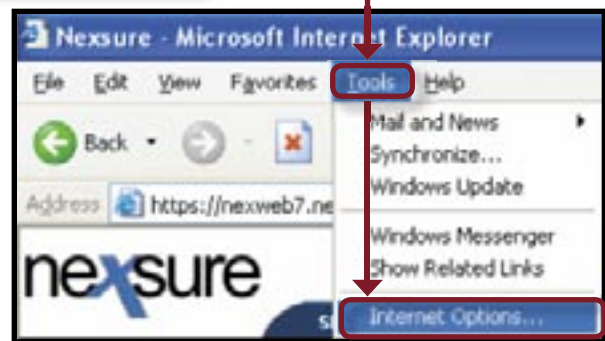 Nexsure - Microsoft Internet Explorer
File Edit View Favorites Tools Help
Back
Mail and News
Synchronize...
Windows Update
Address https://nexweb7.ne
Windows Messenger
Show Related Links
nexsure
Internet Options...